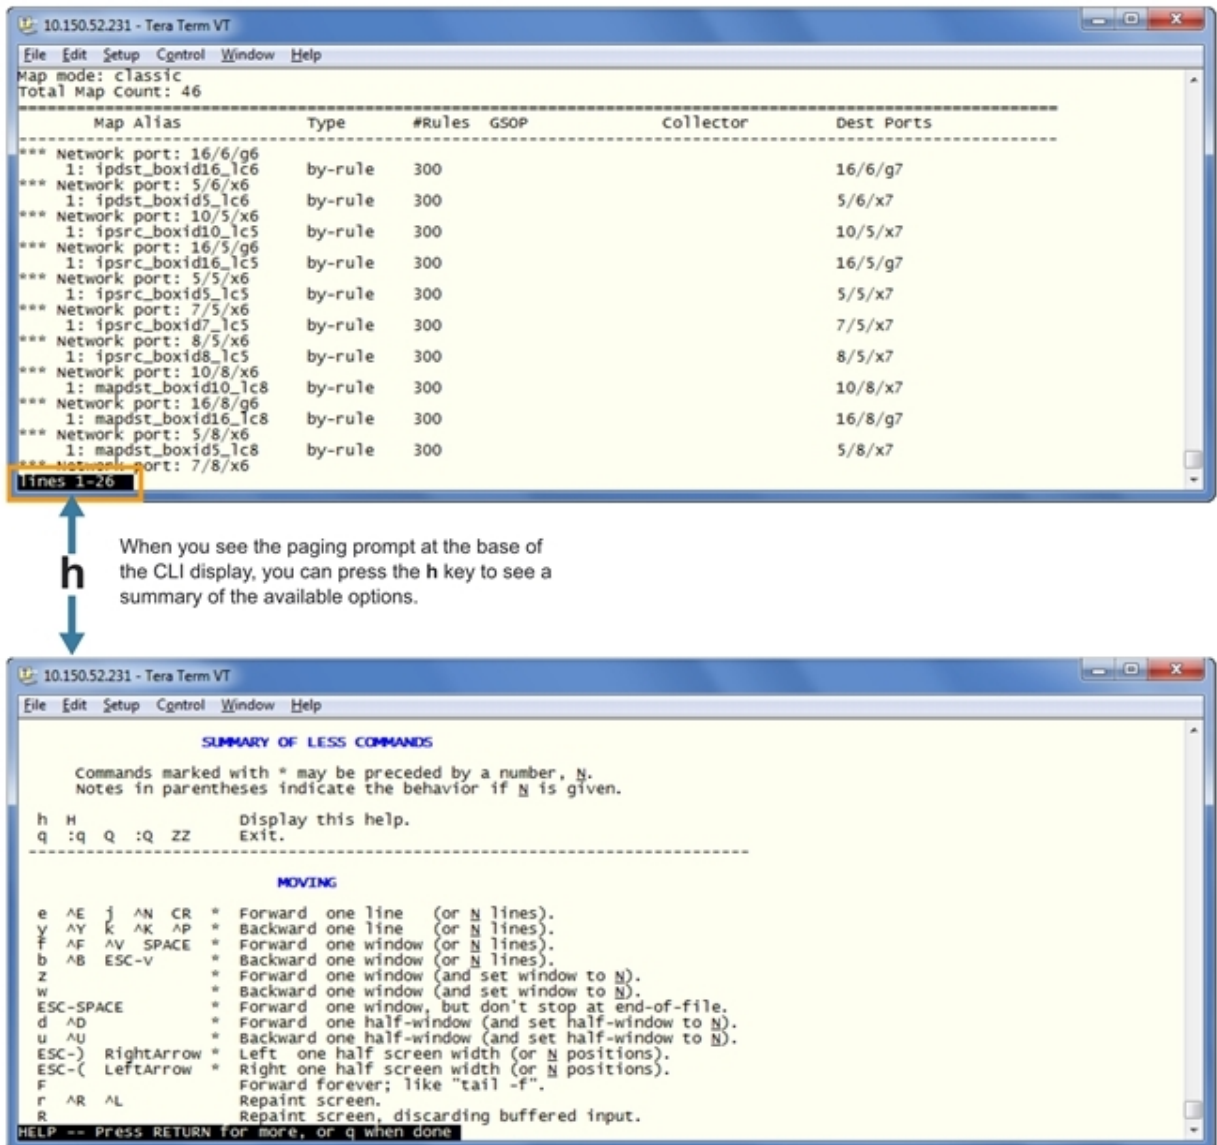 10.150.52.231 - Tera Term VT
File Edit Setup Control Window Help
Map mode: classic
Total Map Count: 46
Map Alias Type #Rules GSOP Collector Dest Ports
*** Network port: 16/6/g6
1: ipdst_boxid16_lc6 by-rule 300 16/6/g7
*** Network port: 5/6/x6
1: ipdst_boxid5_lc6 by-rule 300 5/6/x7
*** Network port: 10/5/x6
1: ipsrc_boxid10_lc5 by-rule 300 10/5/x7
*** Network port: 16/5/g6
1: ipsrc_boxid16_lc5 by-rule 300 16/5/g7
*** Network port: 5/5/x6
1: ipsrc_boxid5_lc5 by-rule 300 5/5/x7
*** Network port: 7/5/x6
1: ipsrc_boxid7_lc5 by-rule 300 7/5/x7
*** Network port: 8/5/x6
1: ipsrc_boxid8_lc5 by-rule 300 8/5/x7
*** Network port: 10/8/x6
1: mapdst_boxid10_lc8 by-rule 300 10/8/x7
*** Network port: 16/8/g6
1: mapdst_boxid16_lc8 by-rule 300 16/8/g7
*** Network port: 5/8/x6
1: mapdst_boxid5_lc8 by-rule 300 5/8/x7
*** Network port: 7/8/x6
lines 1-26
h
When you see the paging prompt at the base of
the CLI display, you can press the h key to see a
summary of the available options.
10.150.52.231 - Tera Term VT
File Edit Setup Control Window Help
SUMMARY OF LESS COMMANDS
Commands marked with * may be preceded by a number, N.
Notes in parentheses indicate the behavior if N is given.
h H Display this help.
q :q Q :Q ZZ Exit.
MOVING
e ^E j ^N CR * Forward one line (or N lines).
y ^Y k ^K ^P * Backward one line (or N lines).
f ^F ^V SPACE * Forward one window (or N lines).
b ^B ESC-v * Backward one window (or N lines).
z * Forward one window (and set window to N).
w * Backward one window (and set window to N).
ESC-SPACE * Forward one window, but don't stop at end-of-file.
d ^D * Forward one half-window (and set half-window to N).
u ^U * Backward one half-window (and set half-window to N).
ESC-) RightArrow * Left one half screen width (or N positions).
ESC-( LeftArrow * Right one half screen width (or N positions).
F Forward forever; like "tail -f".
r ^R ^L Repaint screen.
R Repaint screen, discarding buffered input.
HELP -- Press RETURN for more, or q when done